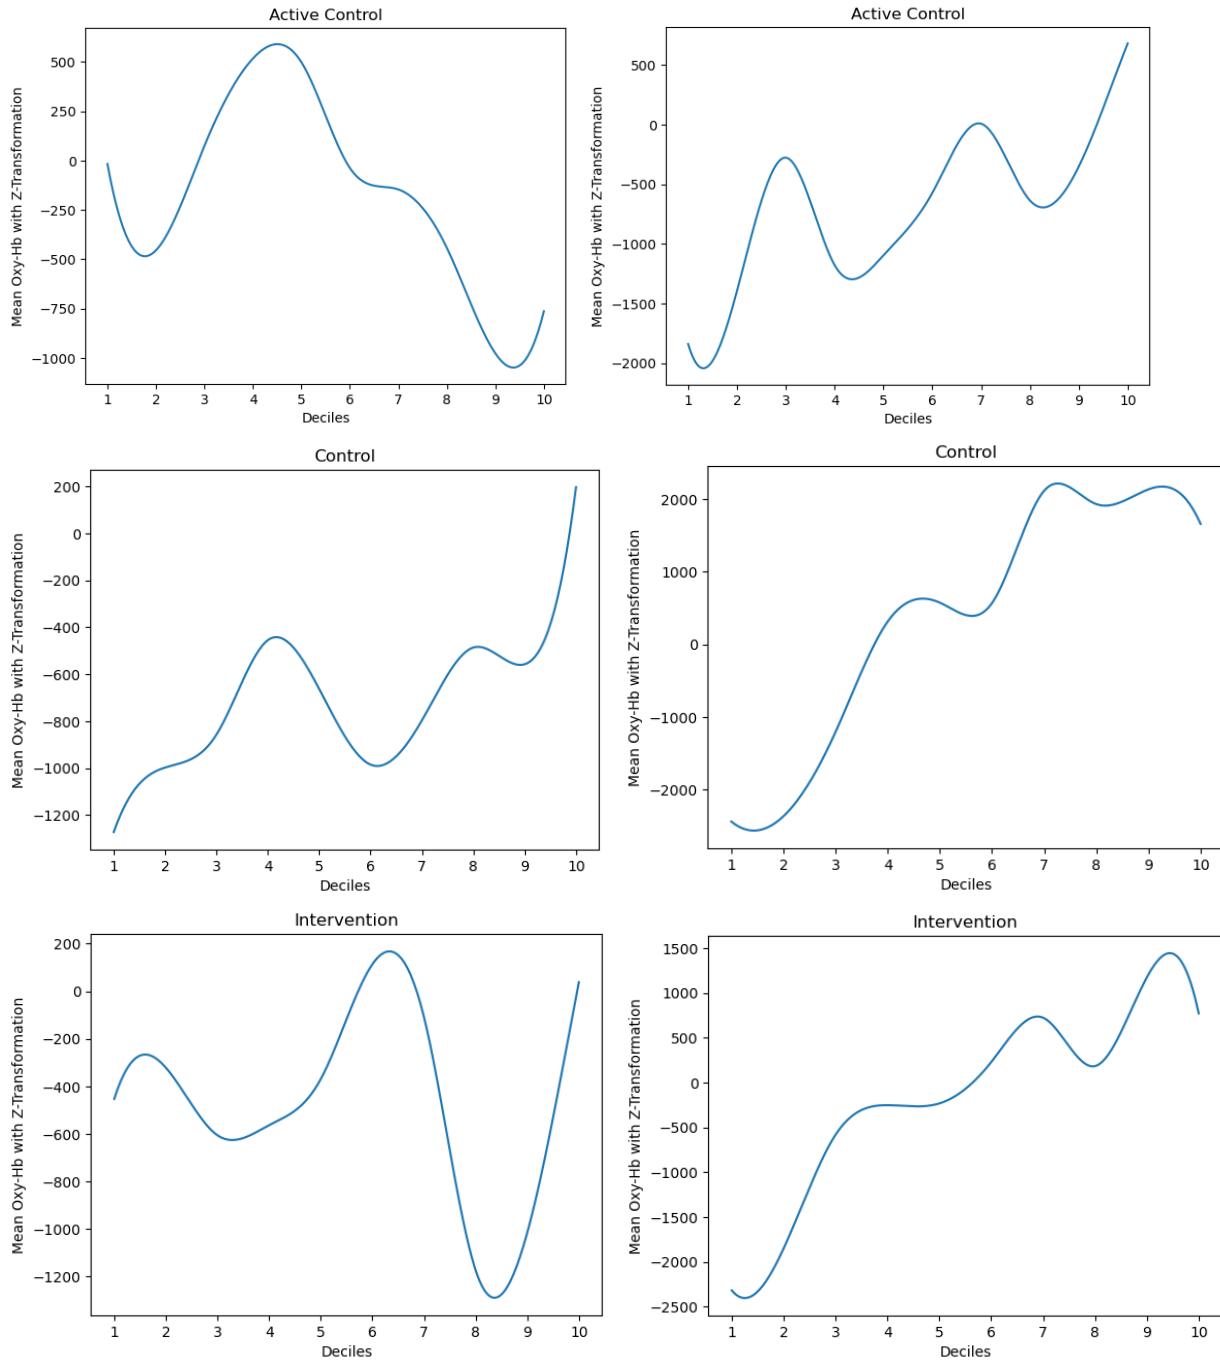 Active Control
Mean Oxy-Hb with Z-Transformation
500
250
0
−250
−500
−750
−1000
1 2 3 4 5 6 7 8 9 10
Deciles
Active Control
Mean Oxy-Hb with Z-Transformation
500
0
−500
−1000
−1500
−2000
1 2 3 4 5 6 7 8 9 10
Deciles
Control
Mean Oxy-Hb with Z-Transformation
200
0
−200
−400
−600
−800
−1000
−1200
1 2 3 4 5 6 7 8 9 10
Deciles
Control
Mean Oxy-Hb with Z-Transformation
2000
1000
0
−1000
−2000
1 2 3 4 5 6 7 8 9 10
Deciles
Intervention
Mean Oxy-Hb with Z-Transformation
200
0
−200
−400
−600
−800
−1000
−1200
1 2 3 4 5 6 7 8 9 10
Deciles
Intervention
Mean Oxy-Hb with Z-Transformation
1500
1000
500
0
−500
−1000
−1500
−2000
−2500
1 2 3 4 5 6 7 8 9 10
Deciles